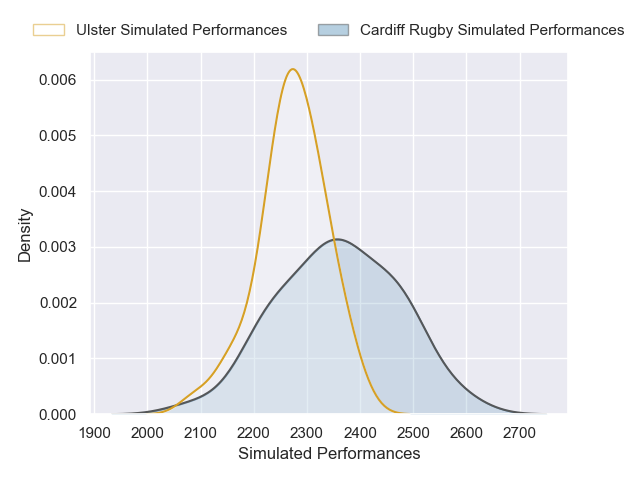 Ulster Simulated Performances Cardiff Rugby Simulated Performances
0.006
0.005
0.004
0.003
0.002
0.001
0.000
Density
1900 2000 2100 2200 2300 2400 2500 2600 2700
Simulated Performances